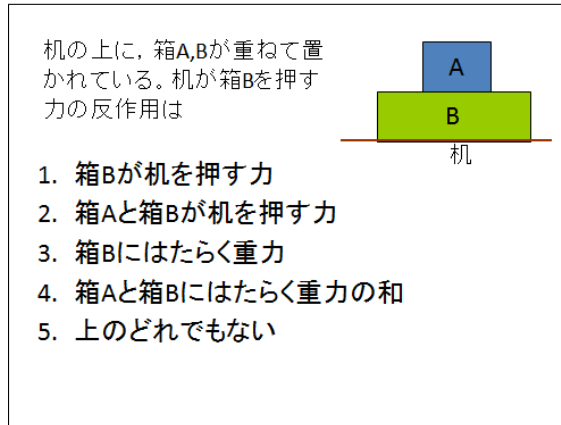 机の上に，箱A,Bが重ねて置
かれている。机が箱Bを押す
力の反作用は
A
B
机
1. 箱Bが机を押す力
2. 箱Aと箱Bが机を押す力
3. 箱Bにはたらく重力
4. 箱Aと箱Bにはたらく重力の和
5. 上のどれでもない